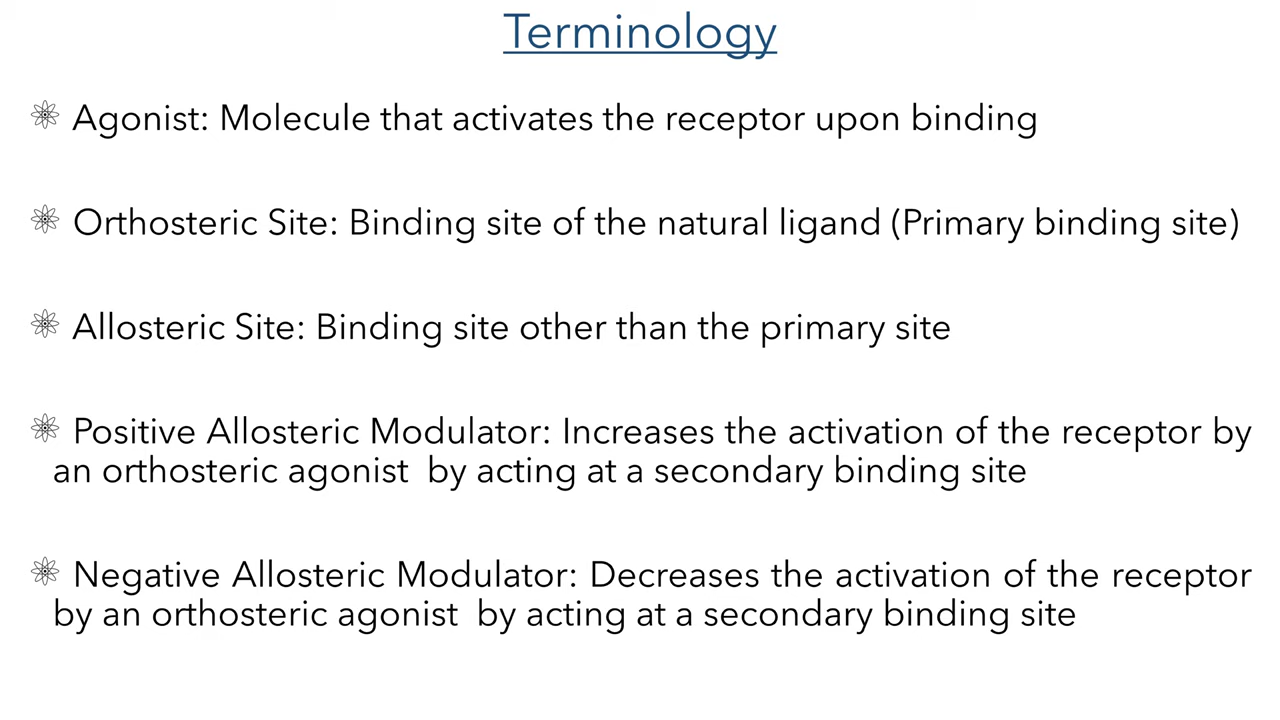 Terminology
Agonist: Molecule that activates the receptor upon binding
Orthosteric Site: Binding site of the natural ligand (Primary binding site)
Allosteric Site: Binding site other than the primary site
Positive Allosteric Modulator: Increases the activation of the receptor by
an orthosteric agonist  by acting at a secondary binding site
Negative Allosteric Modulator: Decreases the activation of the receptor
by an orthosteric agonist  by acting at a secondary binding site